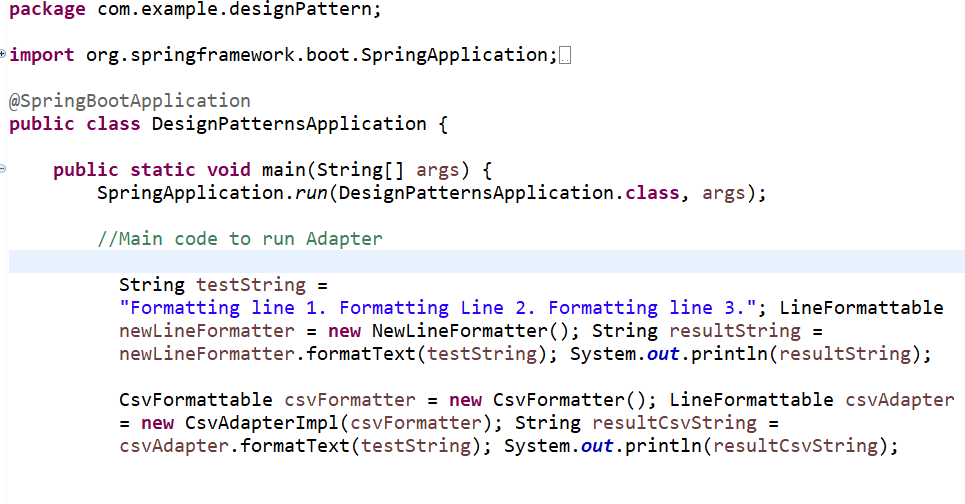 package com.example.designPattern;
import org.springframework.boot.SpringApplication;
@SpringBootApplication
public class DesignPatternsApplication {
public static void main(String[] args) {
SpringApplication.run(DesignPatternsApplication.class, args);
//Main code to run Adapter
String testString =
"Formatting line 1. Formatting Line 2. Formatting line 3."; LineFormattable
newLineFormatter = new NewLineFormatter(); String resultString =
newLineFormatter.formatText(testString); System.out.println(resultString);
CsvFormattable csvFormatter = new CsvFormatter(); LineFormattable csvAdapter
= new CsvAdapterImpl(csvFormatter); String resultCsvString =
csvAdapter.formatText(testString); System.out.println(resultCsvString);